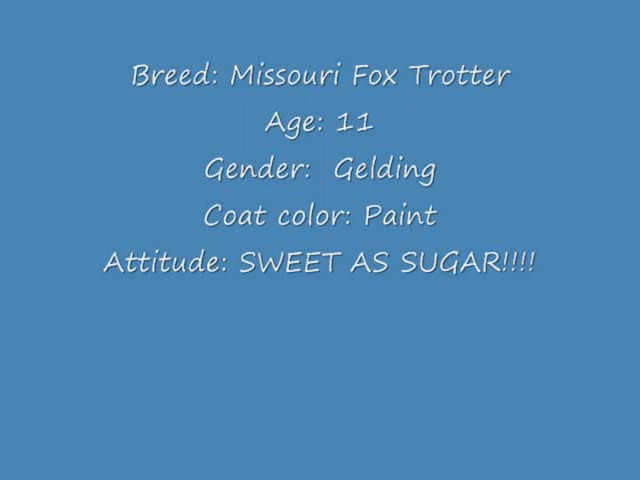 Breed: Missouri Fox Trotter
Age: 11
Gender:  Gelding
Coat color: Paint
Attitude: SWEET AS SUGAR!!!!